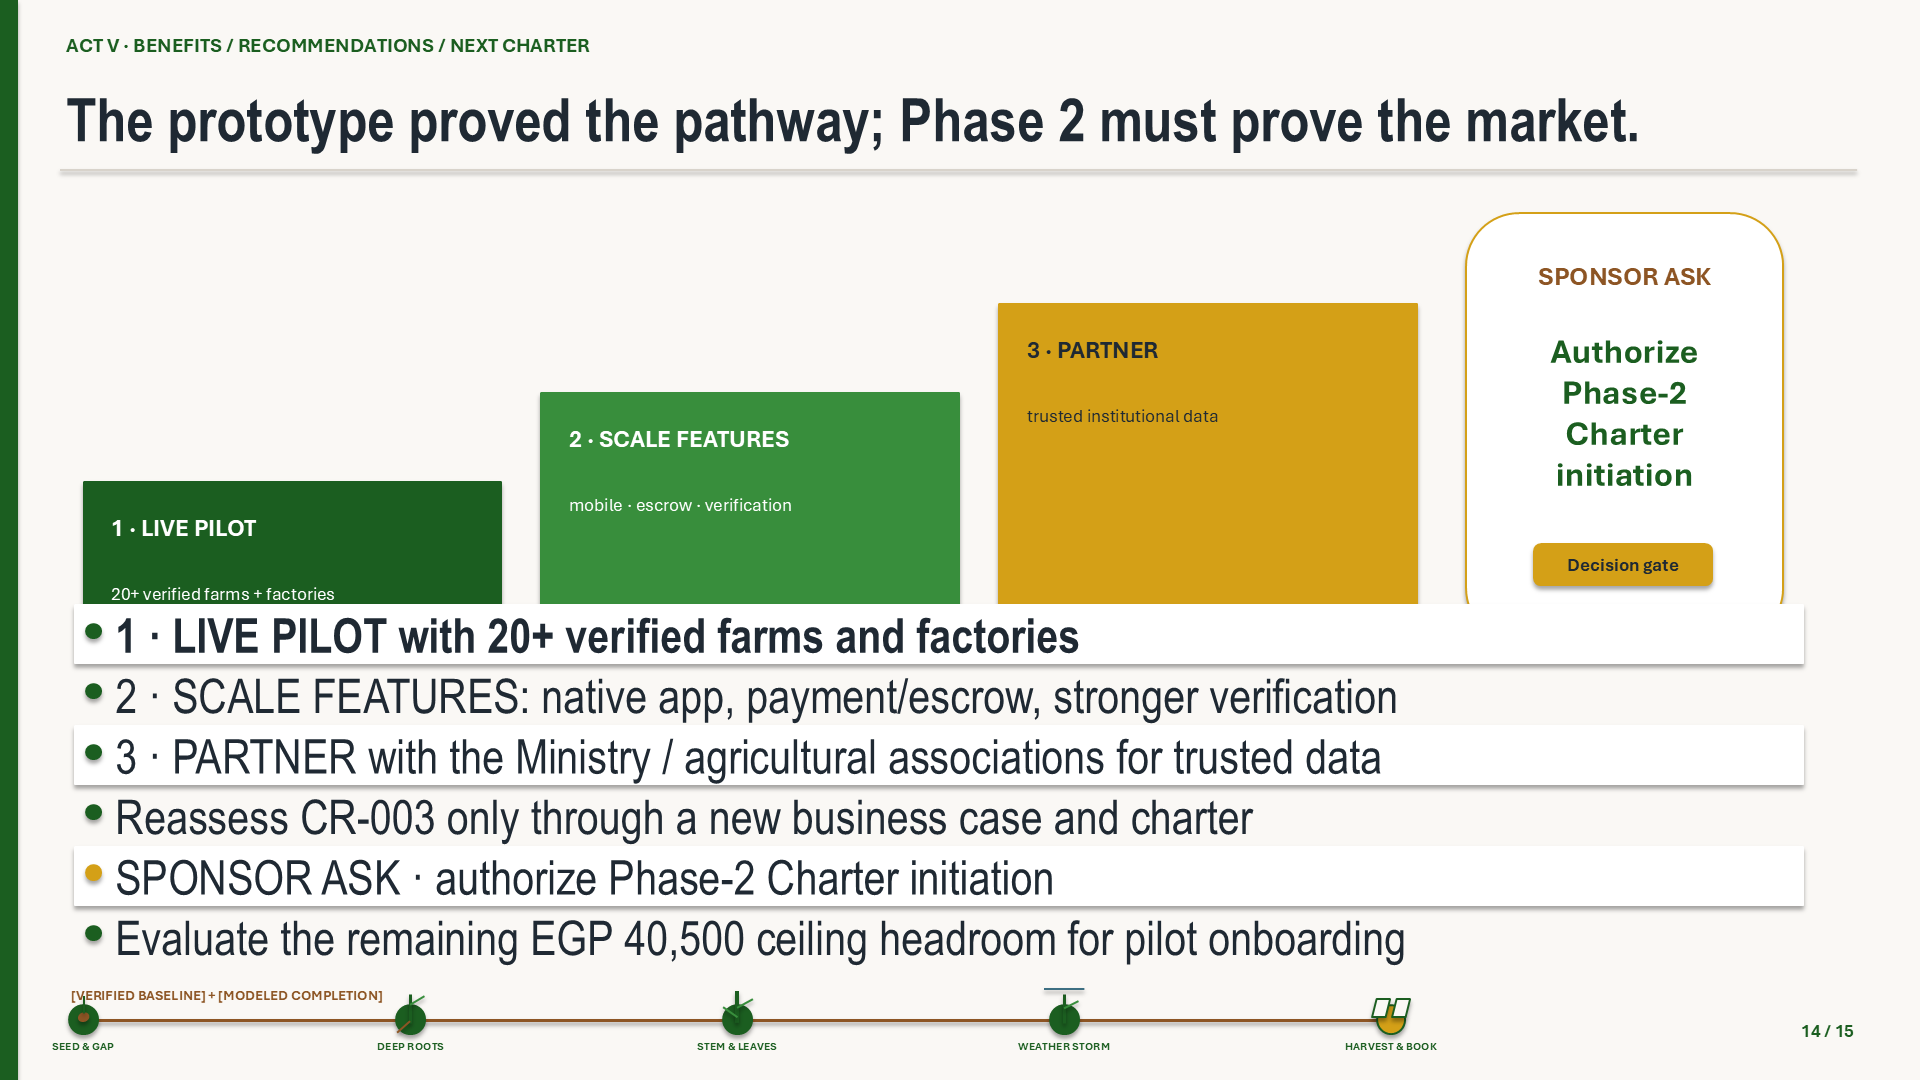 ACT V · BENEFITS / RECOMMENDATIONS / NEXT CHARTER
The prototype proved the pathway; Phase 2 must prove the market.
1 · LIVE PILOT
20+ verified farms + factories
2 · SCALE FEATURES
mobile · escrow · verification
3 · PARTNER
trusted institutional data
SPONSOR ASK
Authorize
Phase-2
Charter
initiation
Decision gate
1 · LIVE PILOT with 20+ verified farms and factories
2 · SCALE FEATURES: native app, payment/escrow, stronger verification
3 · PARTNER with the Ministry / agricultural associations for trusted data
Reassess CR-003 only through a new business case and charter
SPONSOR ASK · authorize Phase-2 Charter initiation
Evaluate the remaining EGP 40,500 ceiling headroom for pilot onboarding
[VERIFIED BASELINE] + [MODELED COMPLETION]
SEED & GAP
DEEP ROOTS
STEM & LEAVES
WEATHER STORM
HARVEST & BOOK
14 / 15